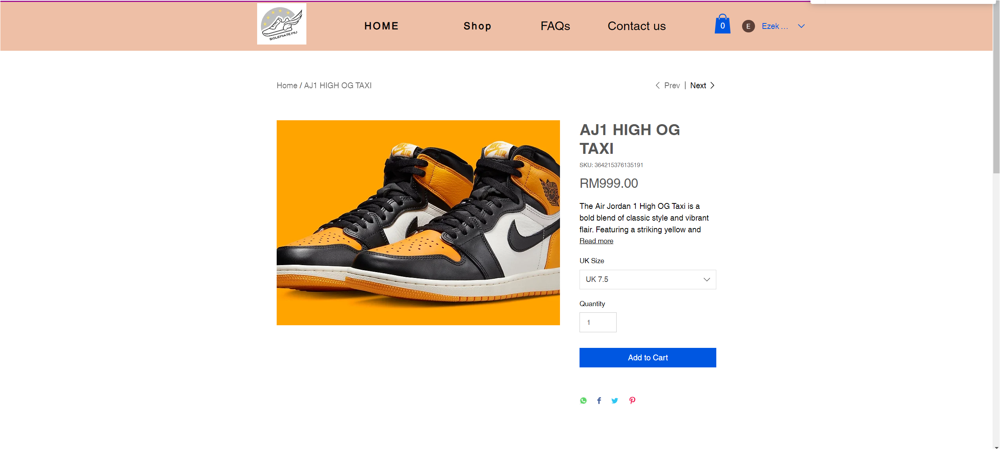 SOLEMATE MU
HOME
Shop
FAQs
Contact us
0
E
Ezek ...
Home / AJ1 HIGH OG TAXI
Prev
Next
NIKE
AIR
NIKE
AIR
AJ1 HIGH OG
TAXI
SKU: 364215376135191
RM999.00
The Air Jordan 1 High OG Taxi is a
bold blend of classic style and vibrant
flair. Featuring a striking yellow and
Read more
UK Size
UK 7.5
Quantity
1
Add to Cart